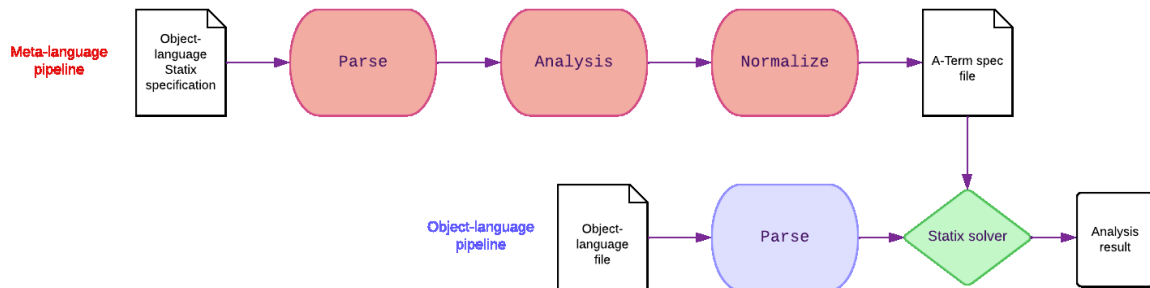 Meta-language
pipeline
Object-
language
Statix
specification
Parse
Analysis
Normalize
A-Term spec
file
Object-language
pipeline
Object-
language
file
Parse
Statix solver
Analysis
result